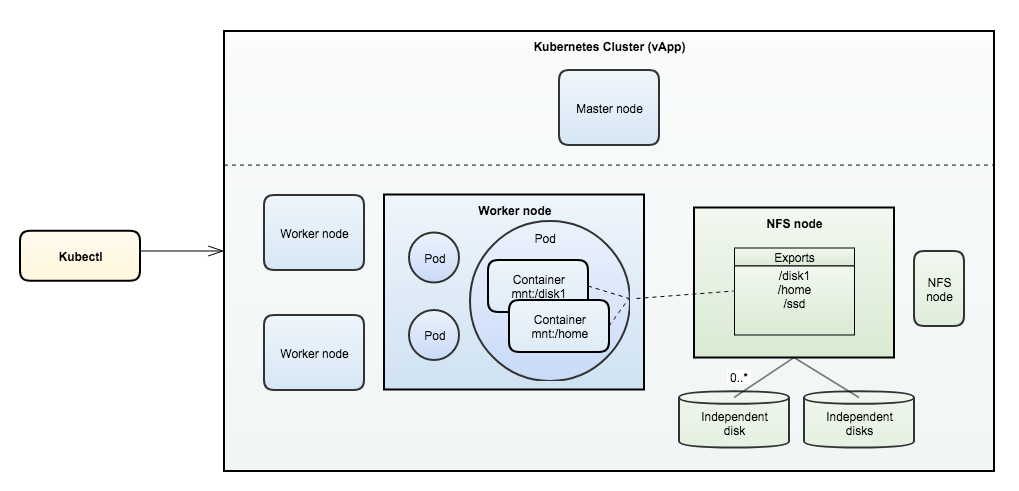 Kubernetes Cluster (vApp)
Master node
Kubectl
Worker node
Worker node
Worker node
Pod
Pod
Pod
Container
mnt:/disk1
Container
mnt:/home
NFS node
Exports
/disk1
/home
/ssd
NFS
node
0..*
Independent
disk
Independent
disks